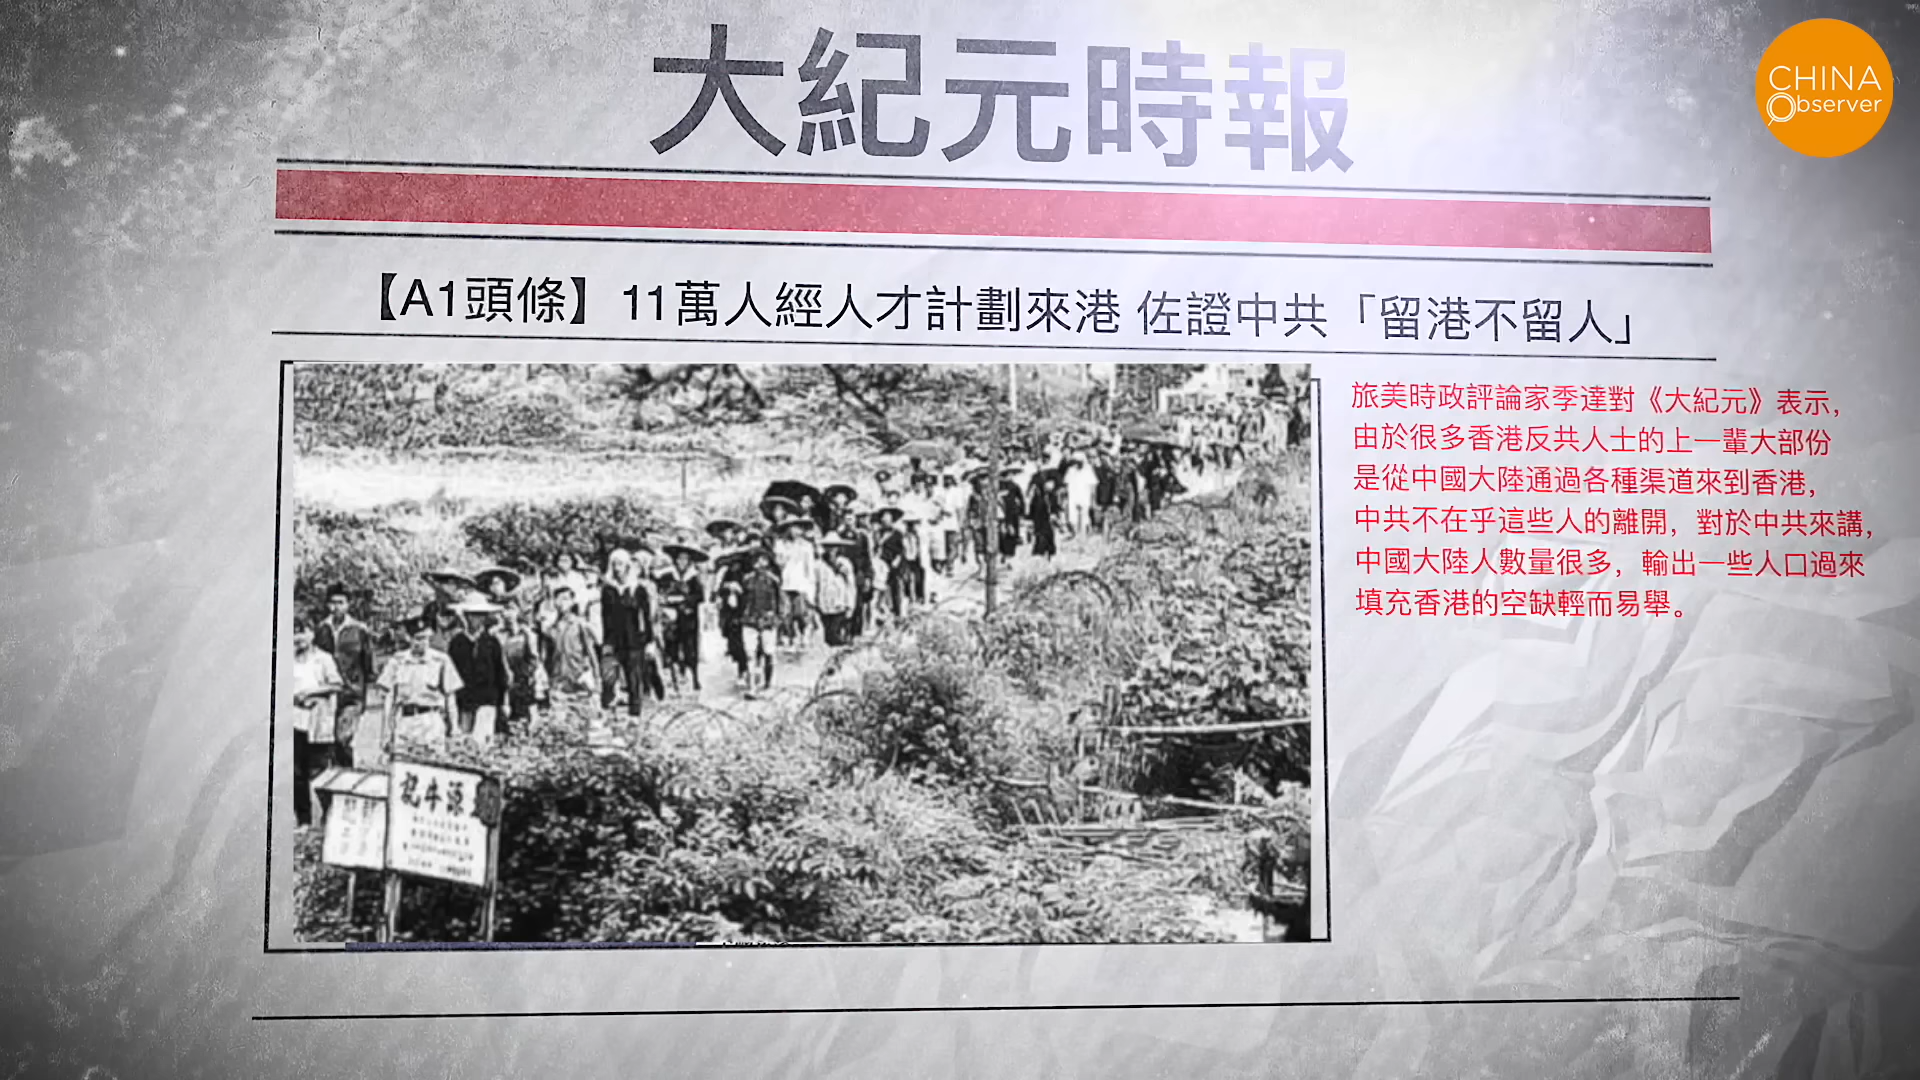 大紀元時報
CHINA
Observer
【A1頭條】11萬人經人才計劃來港 佐證中共「留港不留人」
旅美時政評論家季達對《大紀元》表示，
由於很多香港反共人士的上一輩大部份
是從中國大陸通過各種渠道來到香港，
中共不在乎這些人的離開，對於中共來講，
中國大陸人數量很多，輸出一些人口過來
填充香港的空缺輕而易舉。